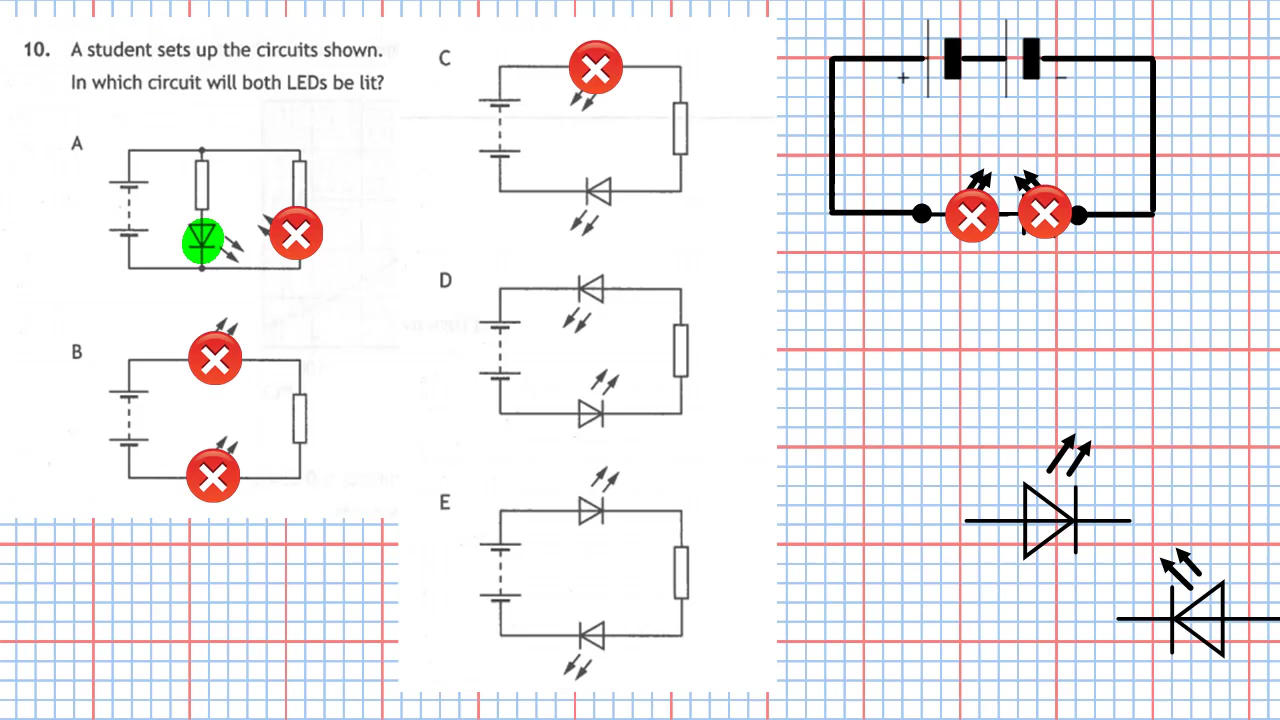 10. A student sets up the circuits shown.
In which circuit will both LEDs be lit?
A
B
C
D
E
+ −